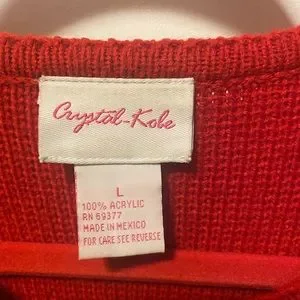 Crystal-Kobe
L
100% ACRYLIC
RN 69377
MADE IN MEXICO
FOR CARE SEE REVERSE